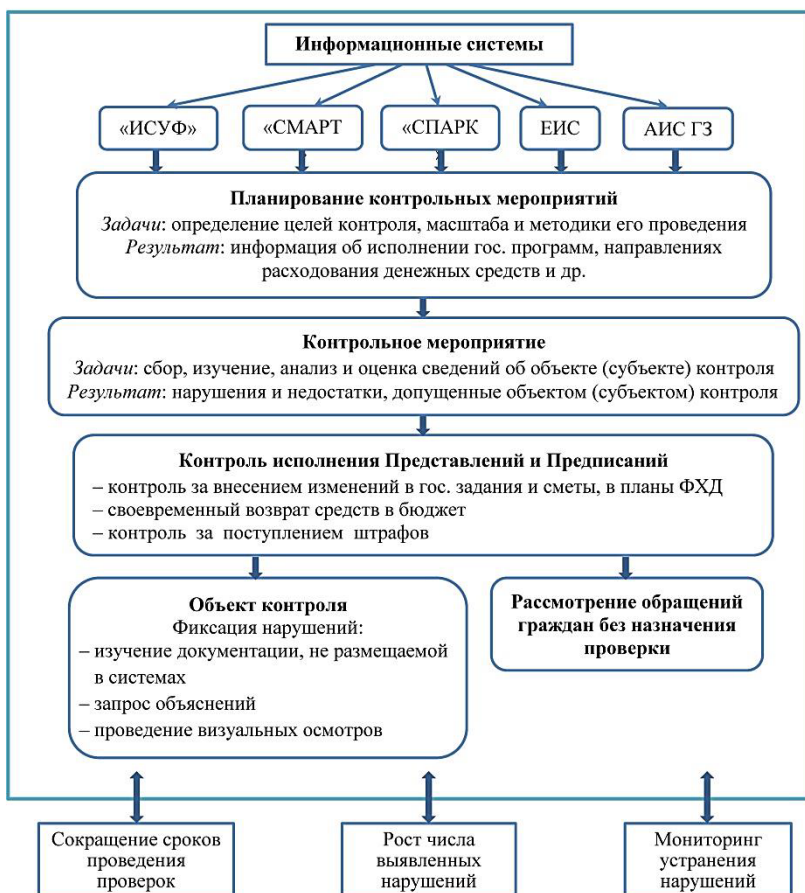 Информационные системы
«ИСУФ»
«СМАРТ
«СПАРК
ЕИС
АИС ГЗ
Планирование контрольных мероприятий
Задачи: определение целей контроля, масштаба и методики его проведения
Результат: информация об исполнении гос. программ, направлениях
расходования денежных средств и др.
Контрольное мероприятие
Задачи: сбор, изучение, анализ и оценка сведений об объекте (субъекте) контроля
Результат: нарушения и недостатки, допущенные объектом (субъектом) контроля
Контроль исполнения Представлений и Предписаний
– контроль за внесением изменений в гос. задания и сметы, в планы ФХД
– своевременный возврат средств в бюджет
– контроль за поступлением штрафов
Объект контроля
Фиксация нарушений:
– изучение документации, не размещаемой
в системах
– запрос объяснений
– проведение визуальных осмотров
Рассмотрение обращений
граждан без назначения
проверки
Сокращение сроков
проведения
проверок
Рост числа
выявленных
нарушений
Мониторинг
устранения
нарушений